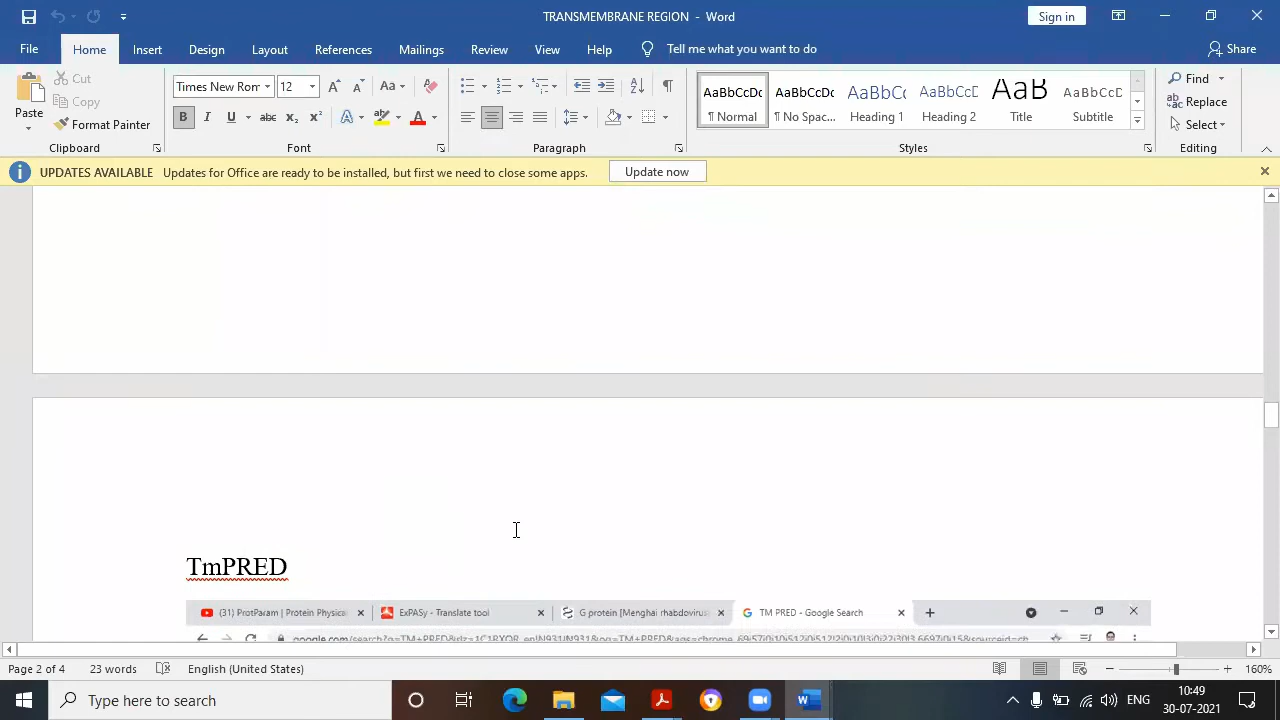 TRANSMEMBRANE REGION - Word
Sign in
File Home Insert Design Layout References Mailings Review View Help Tell me what you want to do Share
Paste
Cut
Copy
Format Painter
Clipboard
Times New Ror 12
Font
Paragraph
AaBbCcDc AaBbCcDc AaBbC( AaBbCcD AaB AaBbCcD
¶ Normal ¶ No Spac... Heading 1 Heading 2 Title Subtitle
Styles
Find
Replace
Select
Editing
UPDATES AVAILABLE Updates for Office are ready to be installed, but first we need to close some apps. Update now
TmPRED
(31) ProtParam | Protein Physica ExPASy - Translate tool G protein [Menghai rhabdovirus TM PRED - Google Search
Page 2 of 4 23 words English (United States) 160%
Type here to search
ENG
10:49
30-07-2021